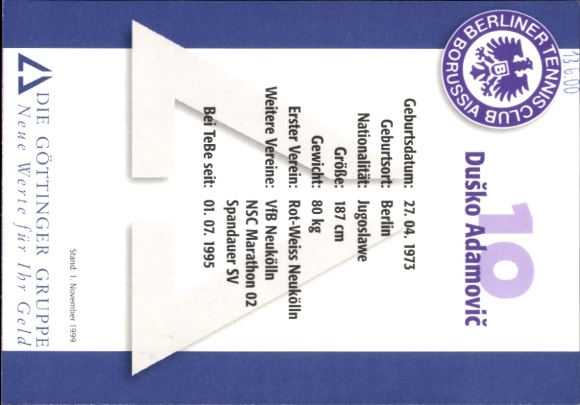 BERLINER TENNIS CLUB
BORUSSIA
B
13.6.00
10
Duško Adamovič
Geburtsdatum: 27. 04. 1973
Geburtsort: Berlin
Nationalität: Jugoslawe
Größe: 187 cm
Gewicht: 80 kg
Erster Verein: Rot-Weiss Neukölln
Weitere Vereine: VfB Neukölln
NSC Marathon 02
Spandauer SV
Bei TeBe seit: 01. 07. 1995
Stand: 1. November 1999
DIE GÖTTINGER GRUPPE
Neue Werte für Ihr Geld